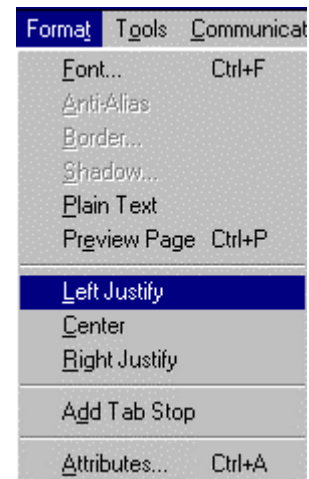 Format Tools Communicat
Font... Ctrl+F
Anti-Alias
Border...
Shadow...
Plain Text
Preview Page Ctrl+P
Left Justify
Center
Right Justify
Add Tab Stop
Attributes... Ctrl+A